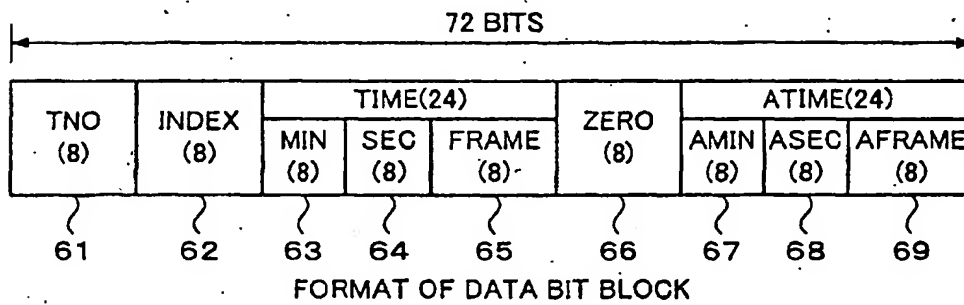 72 BITS
TNO (8) INDEX (8) TIME(24) ZERO (8) ATIME(24)
MIN (8) SEC (8) FRAME (8) AMIN (8) ASEC (8) AFRAME (8)
61 62 63 64 65 66 67 68 69
FORMAT OF DATA BIT BLOCK